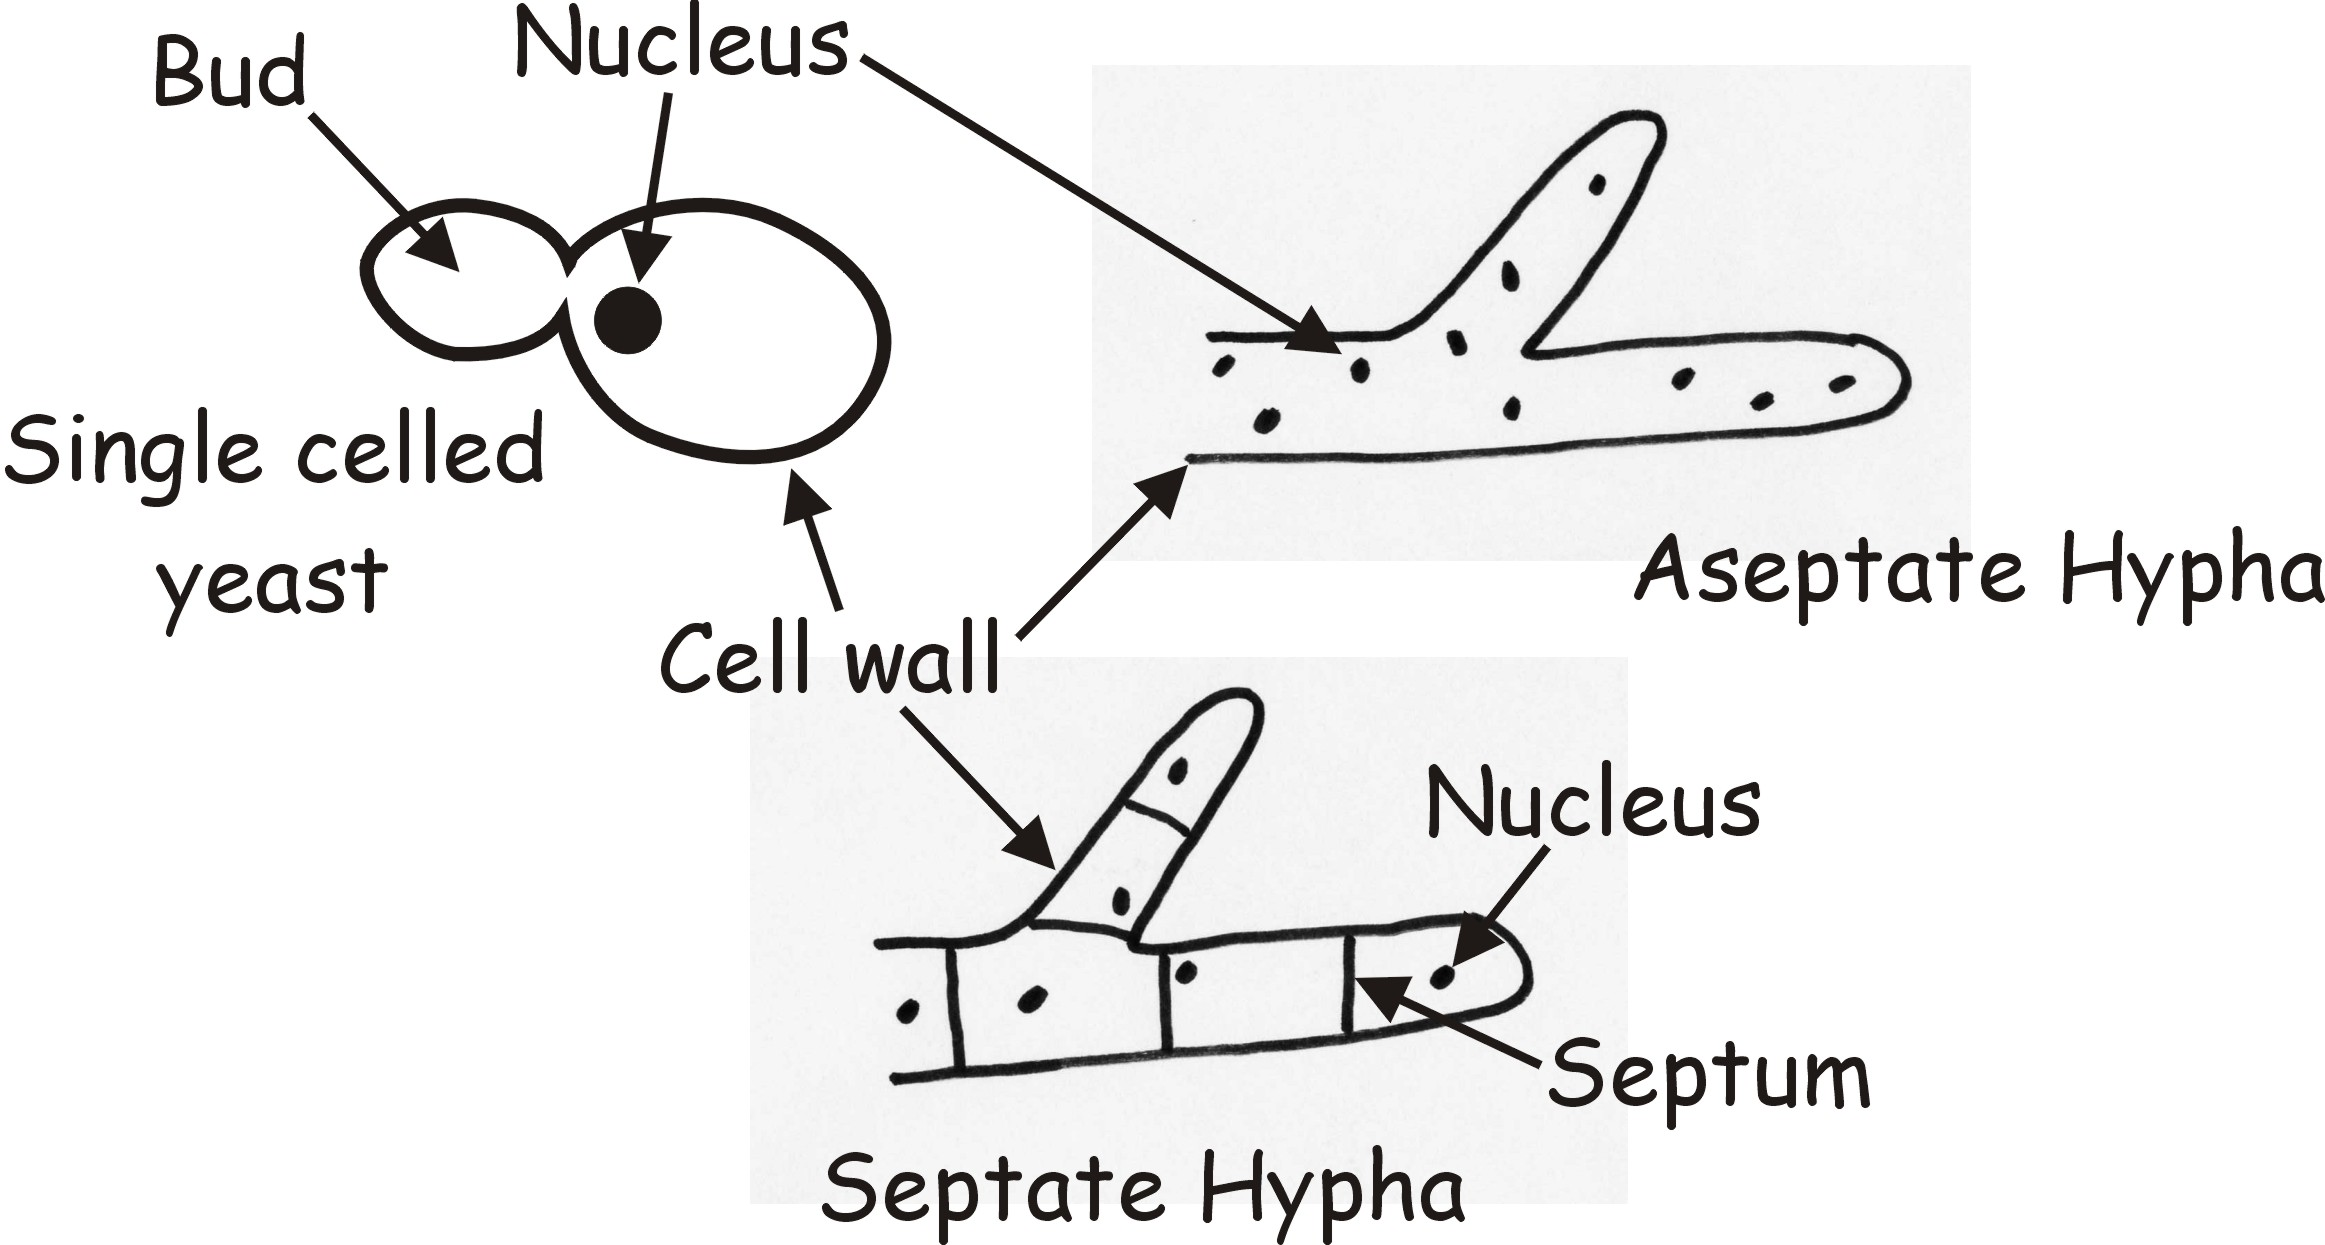 Bud
Nucleus
Single celled
yeast
Aseptate Hypha
Cell wall
Nucleus
Septum
Septate Hypha